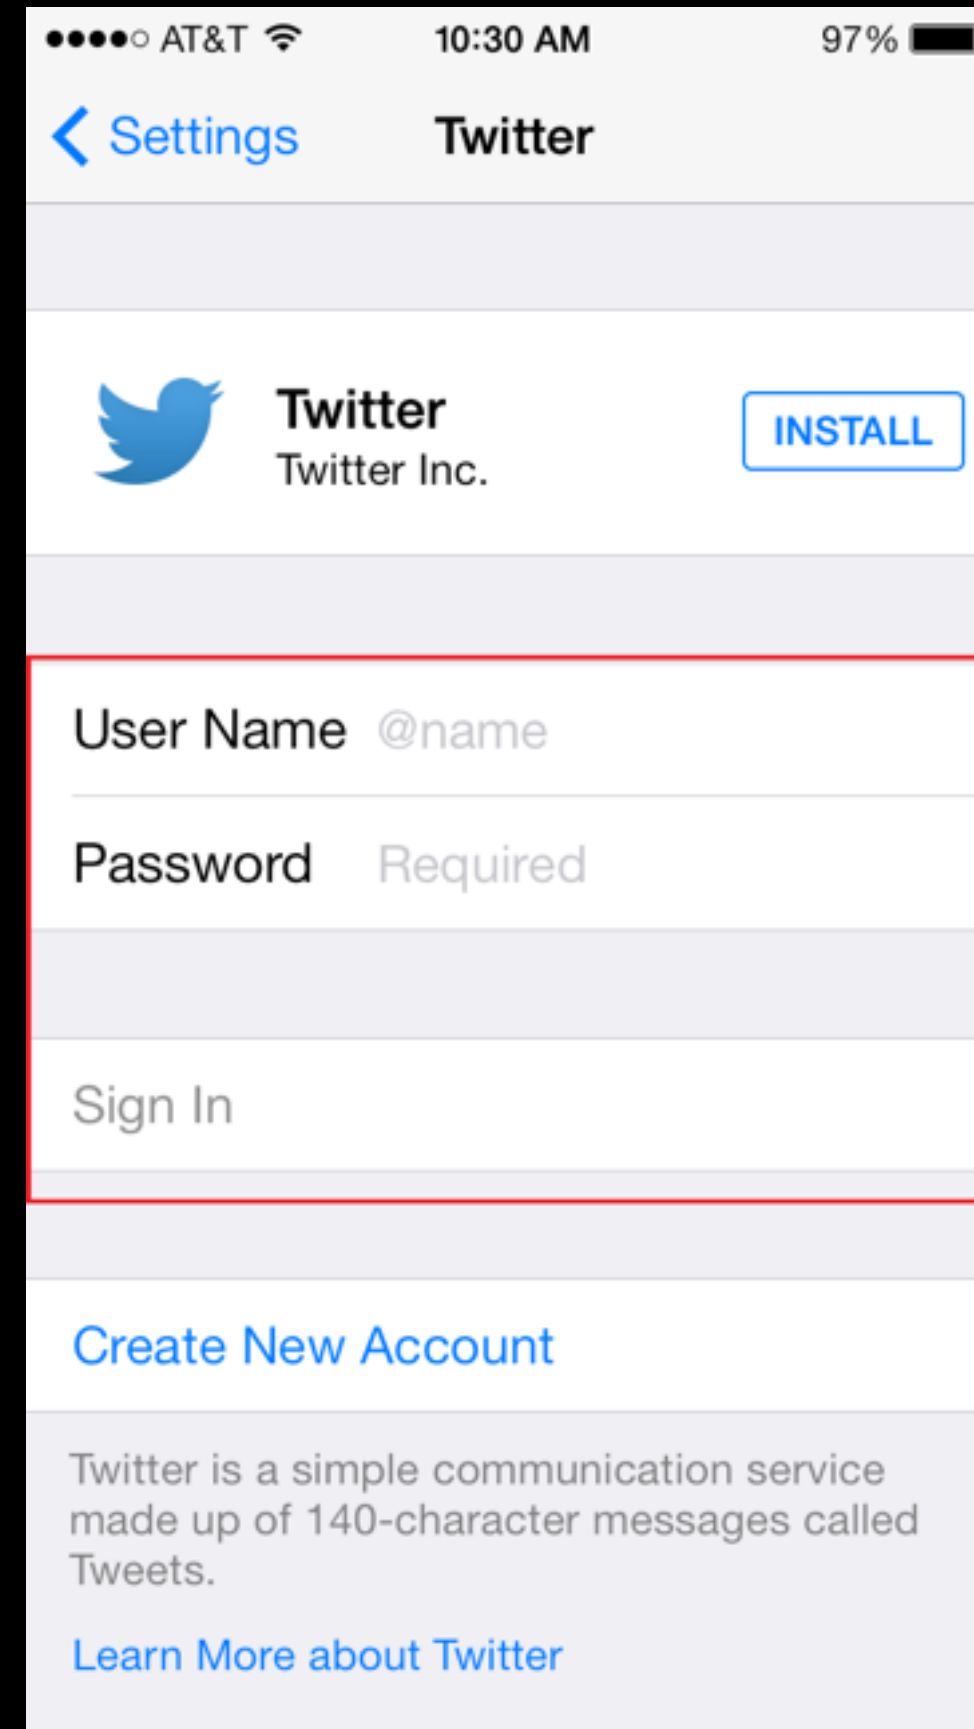 AT&T 10:30 AM 97%
Settings Twitter
Twitter
Twitter Inc.
INSTALL
User Name @name
Password Required
Sign In
Create New Account
Twitter is a simple communication service
made up of 140-character messages called
Tweets.
Learn More about Twitter